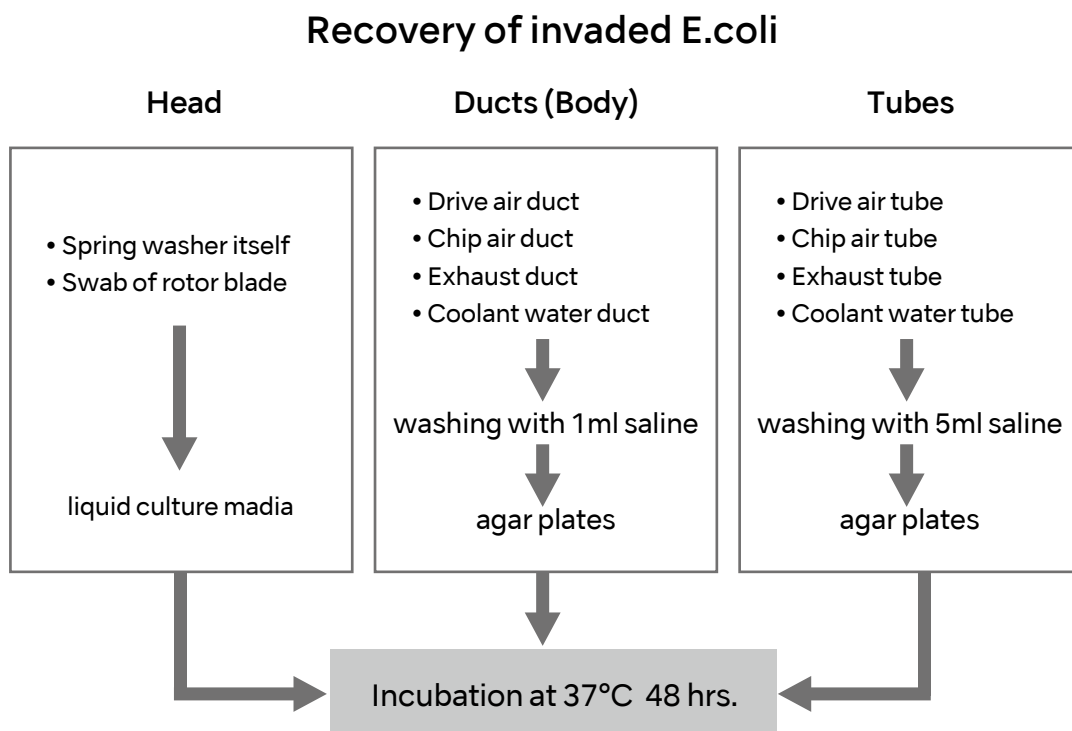 Recovery of invaded E.coli
Head
Ducts (Body)
Tubes
• Spring washer itself
• Swab of rotor blade
liquid culture madia
• Drive air duct
• Chip air duct
• Exhaust duct
• Coolant water duct
washing with 1ml saline
agar plates
• Drive air tube
• Chip air tube
• Exhaust tube
• Coolant water tube
washing with 5ml saline
agar plates
Incubation at 37°C 48 hrs.